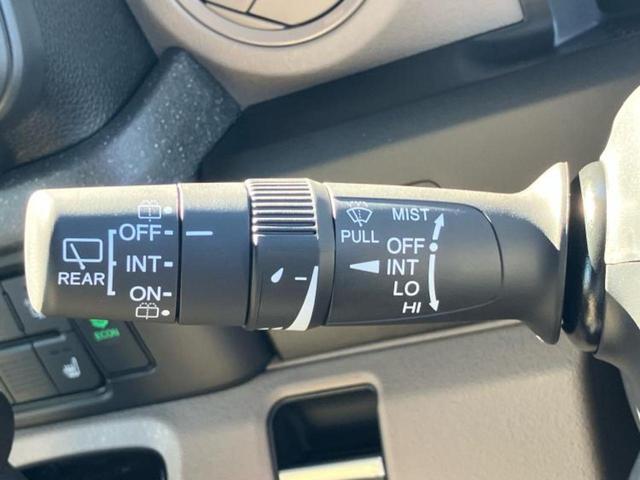 REAR
OFF
INT
ON
PULL
MIST
OFF
INT
LO
HI
ECON